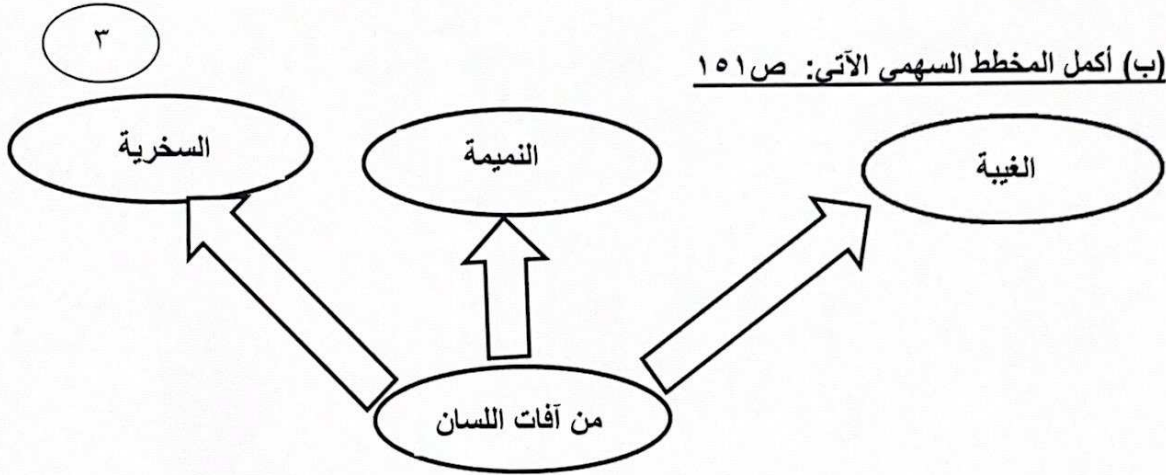 ٣
(ب) أكمل المخطط السهمي الآتي: ص١٥١
الغيبة
النميمة
السخرية
من آفات اللسان